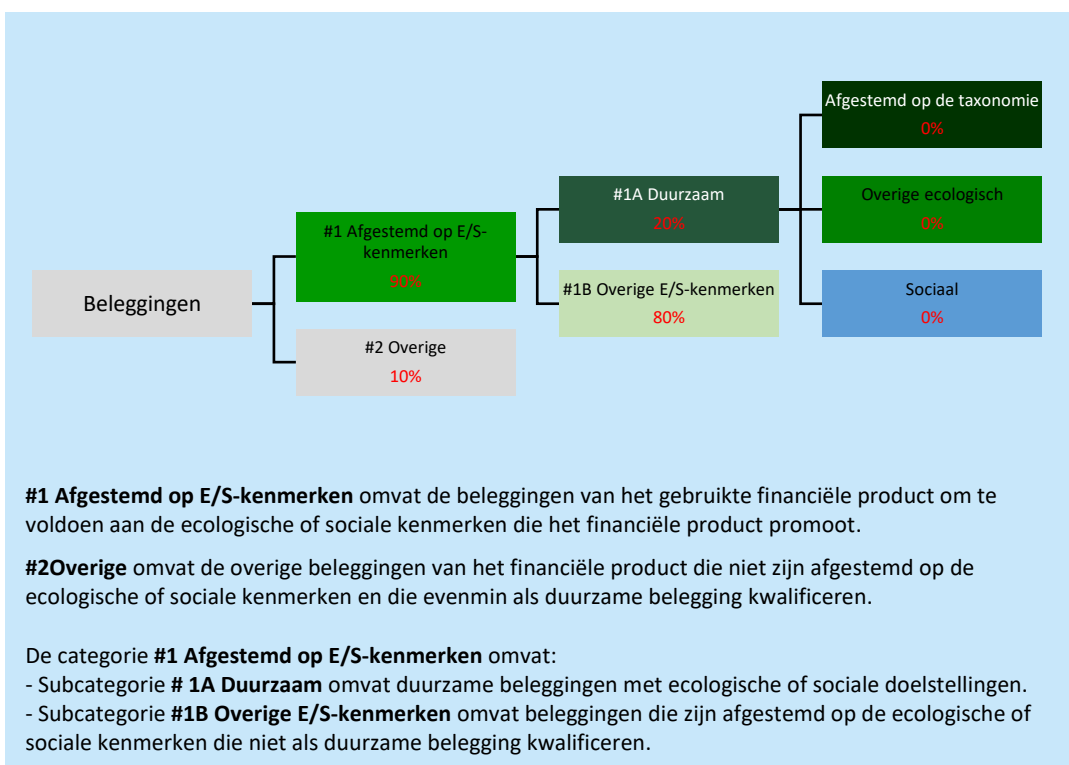 Afgestemd op de taxonomie
0%
#1A Duurzaam
20%
Overige ecologisch
0%
#1 Afgestemd op E/S-
kenmerken
90%
Beleggingen
#1B Overige E/S-kenmerken
80%
Sociaal
0%
#2 Overige
10%
#1 Afgestemd op E/S-kenmerken omvat de beleggingen van het gebruikte financiële product om te
voldoen aan de ecologische of sociale kenmerken die het financiële product promoot.
#2Overige omvat de overige beleggingen van het financiële product die niet zijn afgestemd op de
ecologische of sociale kenmerken en die evenmin als duurzame belegging kwalificeren.
De categorie #1 Afgestemd op E/S-kenmerken omvat:
- Subcategorie # 1A Duurzaam omvat duurzame beleggingen met ecologische of sociale doelstellingen.
- Subcategorie #1B Overige E/S-kenmerken omvat beleggingen die zijn afgestemd op de ecologische of
sociale kenmerken die niet als duurzame belegging kwalificeren.